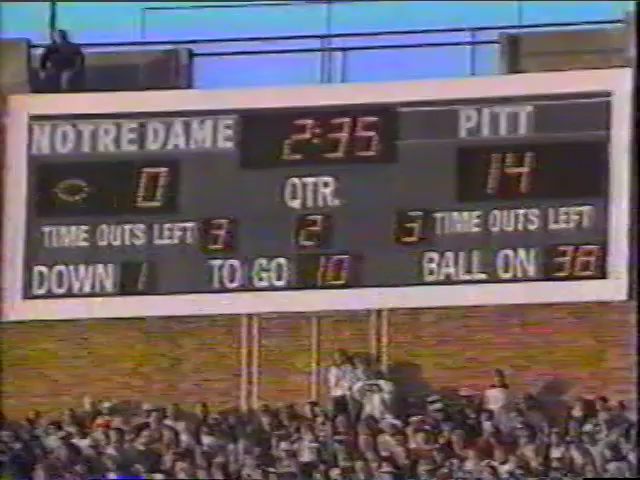 NOTRE DAME 2:35 PITT
0 QTR. 14
TIME OUTS LEFT 3 2 3 TIME OUTS LEFT
DOWN 1 TO GO 10 BALL ON 38